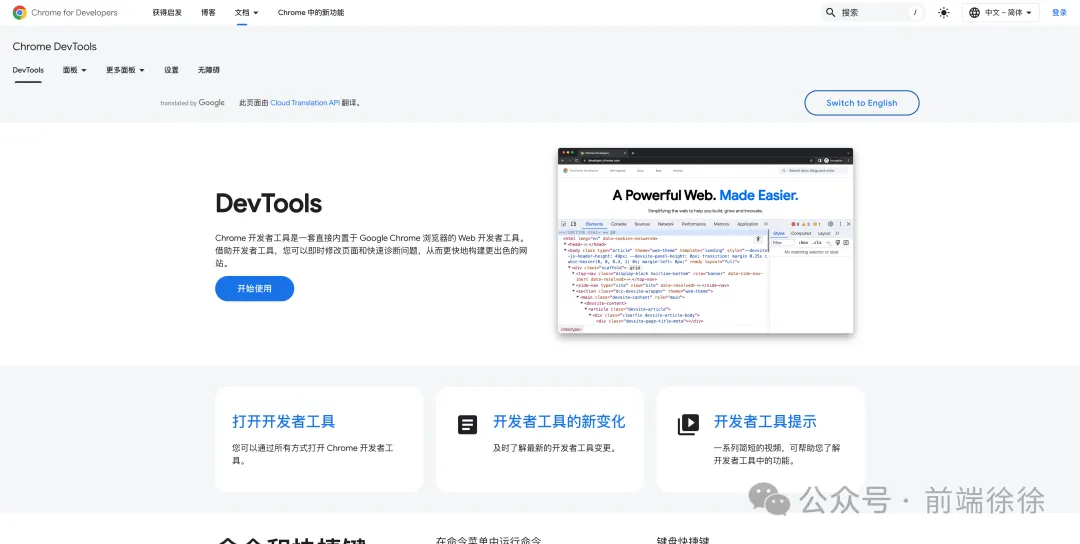 Chrome for Developers 获得启发 博客 文档 Chrome 中的新功能 搜索 / 中文 – 简体 登录
Chrome DevTools
DevTools 面板 更多面板 设置 无障碍
translated by Google 此页面由 Cloud Translation API 翻译。 Switch to English
DevTools
Chrome 开发者工具是一套直接内置于 Google Chrome 浏览器的 Web 开发者工具。
借助开发者工具，您可以即时修改页面和快速诊断问题，从而更快地构建更出色的网
站。
开始使用
A Powerful Web. Made Easier.
Simplifying the web to help you build, grow and innovate.
Elements Console Sources Network Performance Memory Application
Styles Computed Layout
Filter :hov .cls
No matching selector or style
<html lang="en" data-cookies-answered>
<head>
打开开发者工具
您可以通过所有方式打开 Chrome 开发者工
具。
开发者工具的新变化
及时了解最新的开发者工具变更。
开发者工具提示
一系列简短的视频，可帮助您了解
开发者工具中的功能。
公众号 · 前端徐徐
命令和快捷键
在命令菜单中运行命令
键盘快捷键